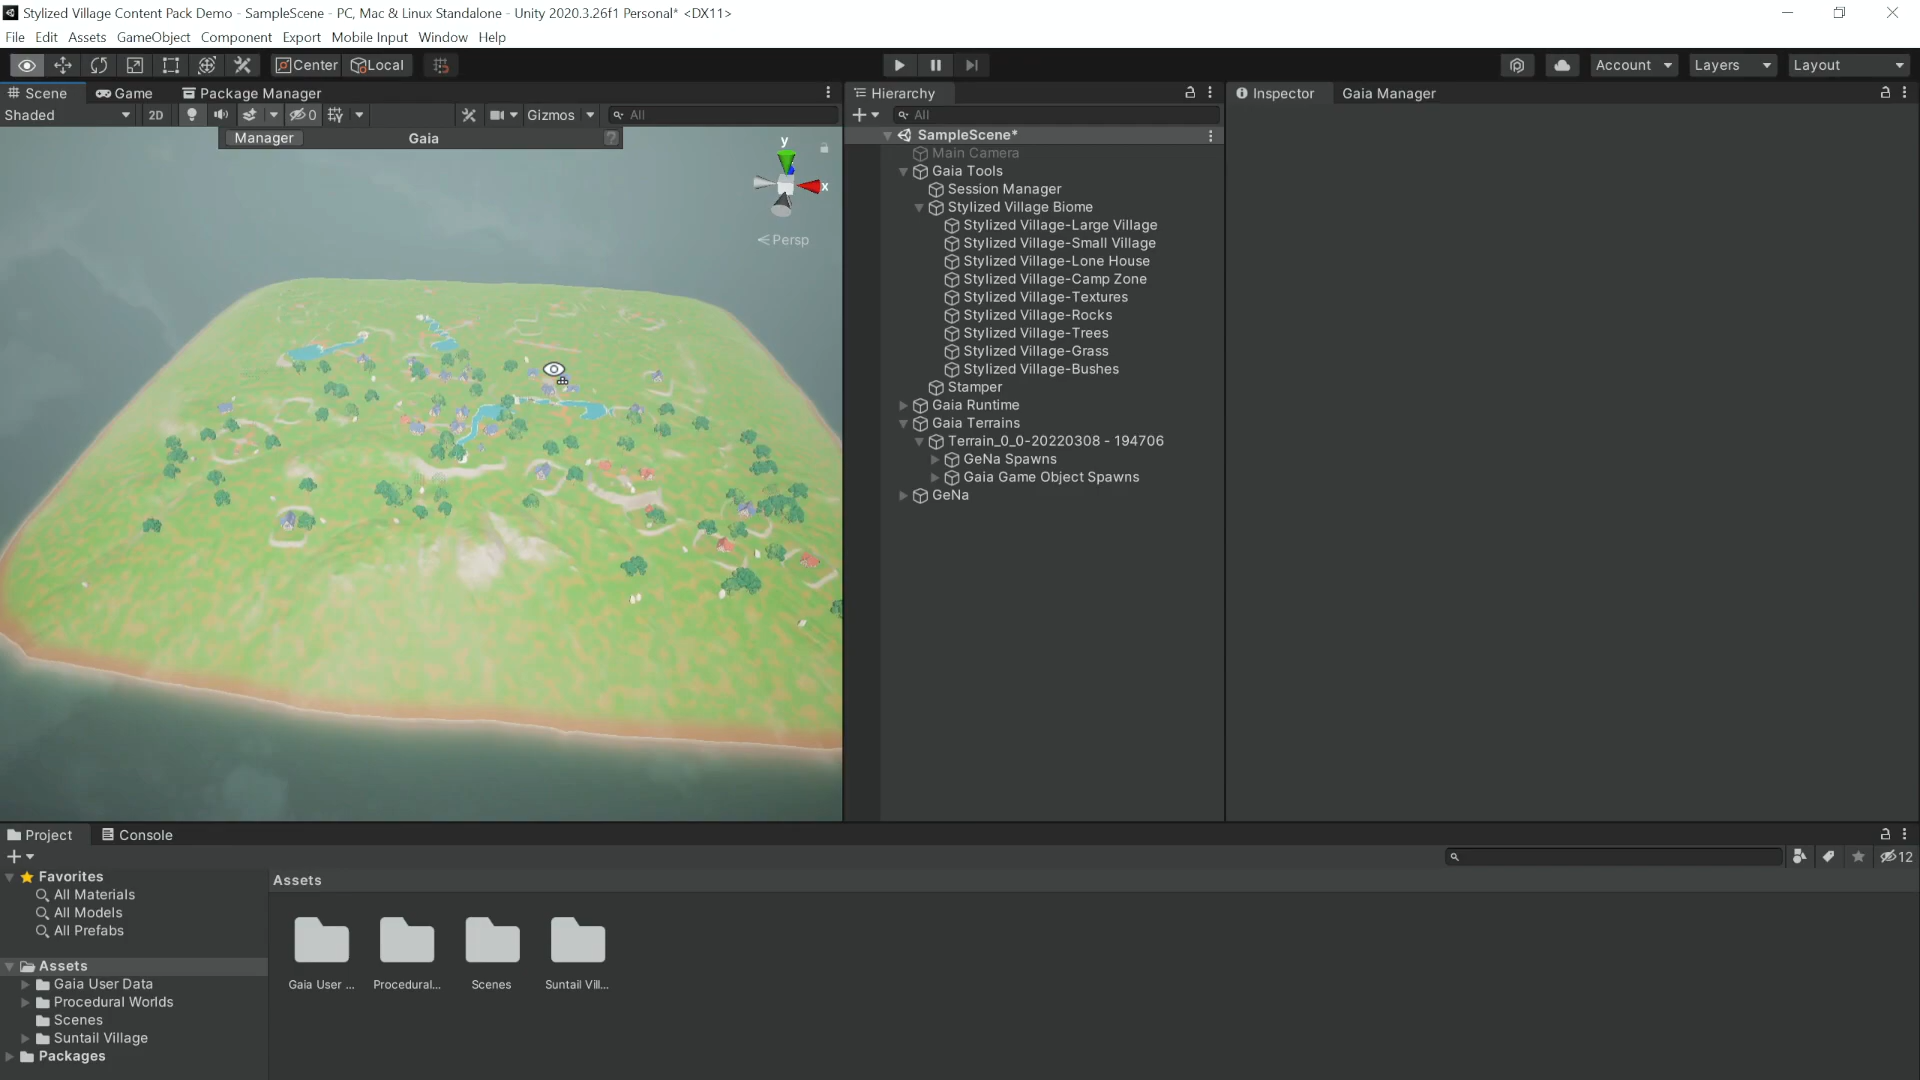 Stylized Village Content Pack Demo - SampleScene - PC, Mac & Linux Standalone - Unity 2020.3.26f1 Personal* <DX11>
File Edit Assets GameObject Component Export Mobile Input Window Help
Center Local Account Layers Layout
Scene Game Package Manager
Shaded 2D 0 Gizmos All
Manager Gaia ?
y
x
Persp
Hierarchy
All
SampleScene*
Main Camera
Gaia Tools
Session Manager
Stylized Village Biome
Stylized Village-Large Village
Stylized Village-Small Village
Stylized Village-Lone House
Stylized Village-Camp Zone
Stylized Village-Textures
Stylized Village-Rocks
Stylized Village-Trees
Stylized Village-Grass
Stylized Village-Bushes
Stamper
Gaia Runtime
Gaia Terrains
Terrain_0_0-20220308 - 194706
GeNa Spawns
Gaia Game Object Spawns
GeNa
Inspector Gaia Manager
Project Console
12
Favorites
All Materials
All Models
All Prefabs
Assets
Gaia User Data
Procedural Worlds
Scenes
Suntail Village
Packages
Assets
Gaia User ... Procedural... Scenes Suntail Vill...